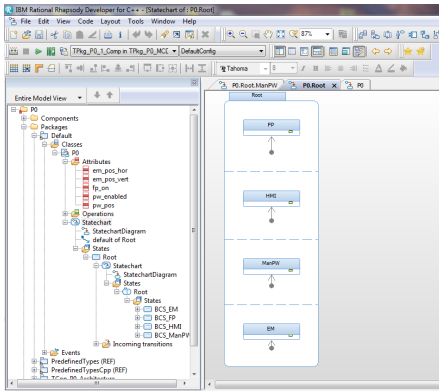 IBM Rational Rhapsody Developer for C++ - [Statechart of : P0.Root]
File Edit View Code Layout Tools Window Help
87%
TPkg_P0_1_Comp in TPkg_P0_MCC DefaultConfig
Tahoma 8
Entire Model View
P0.Root.ManPW P0.Root x P0
P0
Components
Packages
Default
Classes
P0
Attributes
em_pos_hor
em_pos_vert
fp_on
pw_enabled
pw_pos
Operations
Statechart
StatechartDiagram
default of Root
States
Root
Statechart
StatechartDiagram
States
Root
States
BCS_EM
BCS_FP
BCS_HMI
BCS_ManPW
Incoming transitions
Events
PredefinedTypes (REF)
PredefinedTypesCpp (REF)
TCop_P0_Architecture
Root
FP
HMI
ManPW
EM